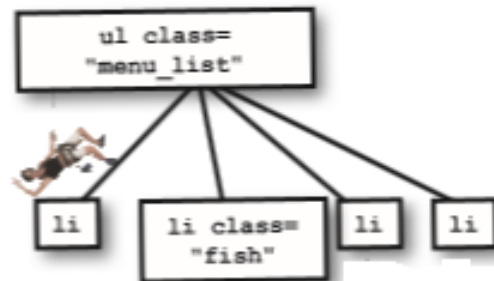 ul class=
"menu_list"
li
li class=
"fish"
li
li